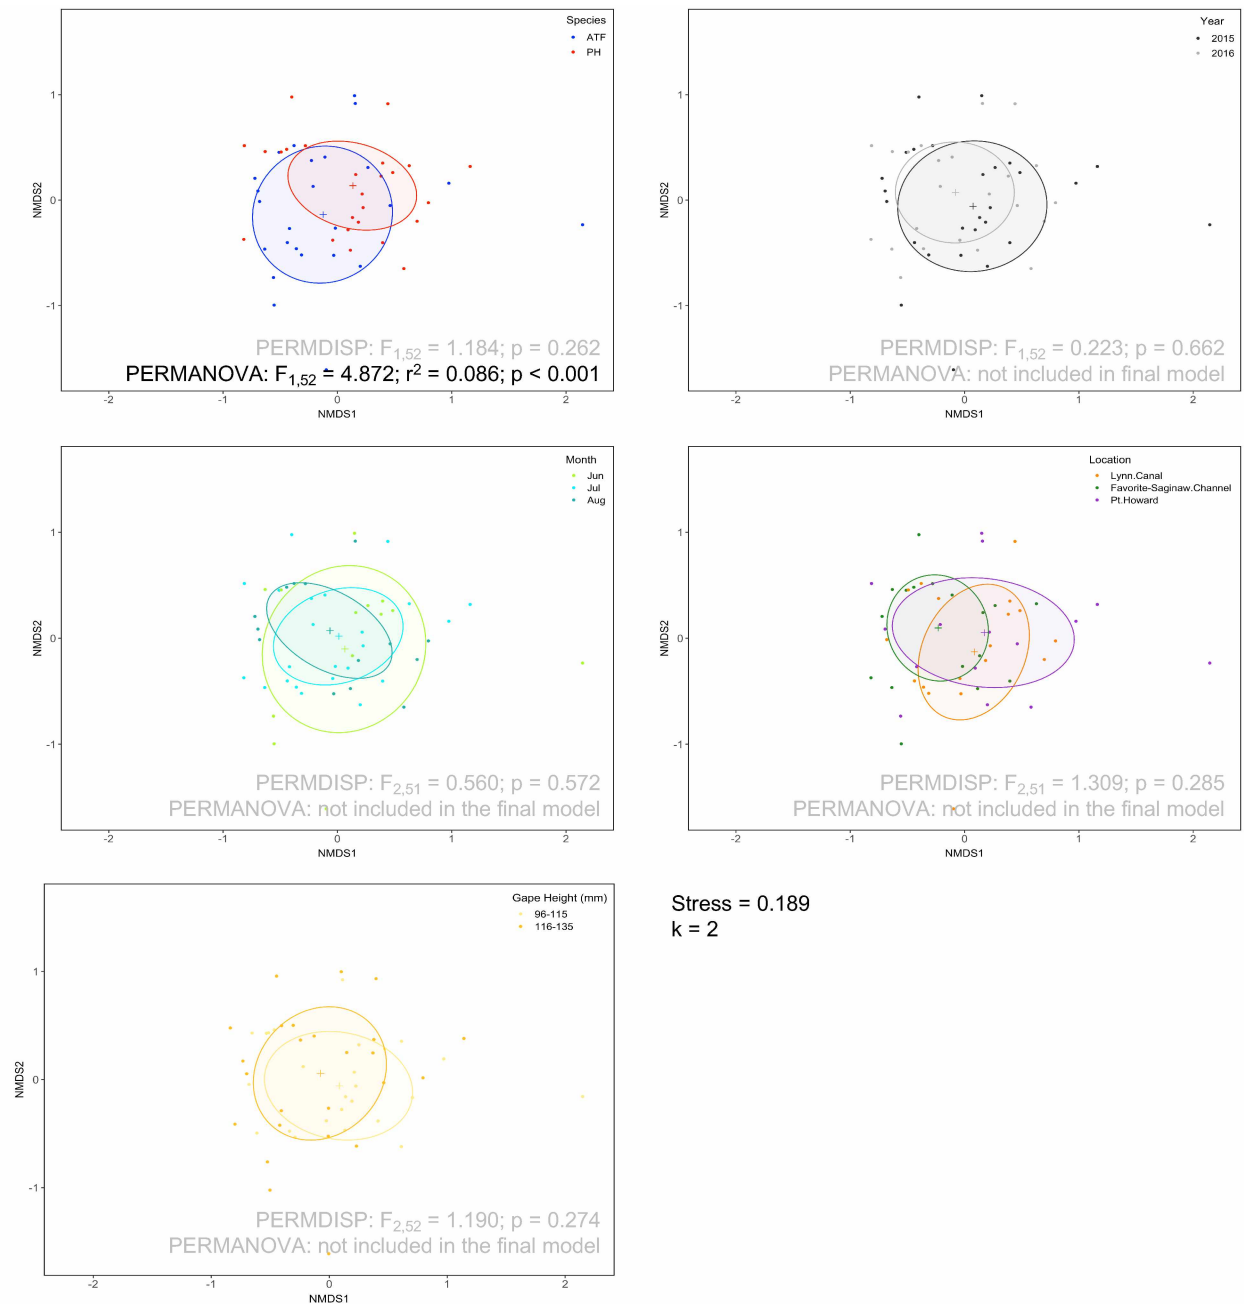 Species
ATF
PH
1
0
-1
NMDS2
PERMDISP: F1,52 = 1.184; p = 0.262
PERMANOVA: F1,52 = 4.872; r2 = 0.086; p < 0.001
-2 -1 0 1 2
NMDS1
Year
2015
2016
1
0
-1
NMDS2
PERMDISP: F1,52 = 0.223; p = 0.662
PERMANOVA: not included in final model
-2 -1 0 1 2
NMDS1
Month
Jun
Jul
Aug
1
0
-1
NMDS2
PERMDISP: F2,51 = 0.560; p = 0.572
PERMANOVA: not included in the final model
-2 -1 0 1 2
NMDS1
Location
Lynn.Canal
Favorite-Saginaw.Channel
Pt.Howard
1
0
-1
NMDS2
PERMDISP: F2,51 = 1.309; p = 0.285
PERMANOVA: not included in the final model
-2 -1 0 1 2
NMDS1
Gape Height (mm)
96-115
116-135
1
0
-1
NMDS2
PERMDISP: F2,52 = 1.190; p = 0.274
PERMANOVA: not included in the final model
-2 -1 0 1 2
NMDS1
Stress = 0.189
k = 2